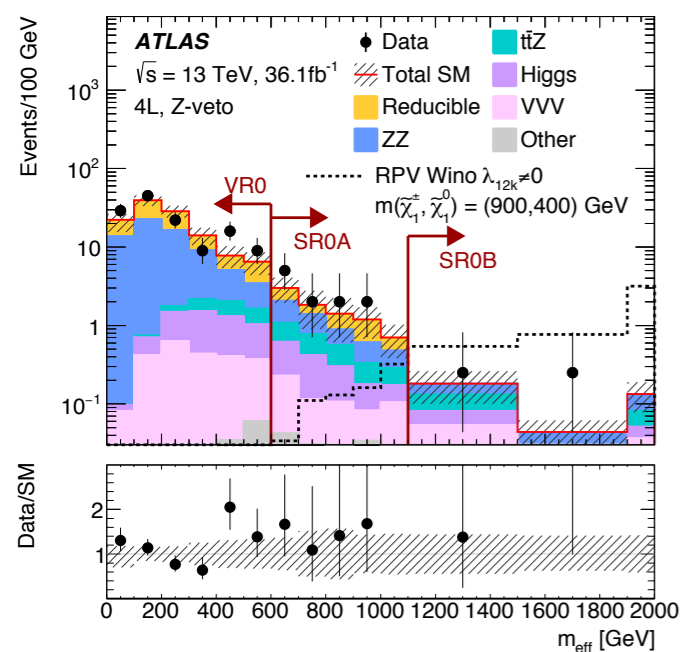 Events/100 GeV
10³
10²
10
1
10⁻¹
ATLAS
√s = 13 TeV, 36.1fb⁻¹
4L, Z-veto
Data
Total SM
Reducible
ZZ
tt̄Z
Higgs
VVV
Other
RPV Wino λ₁₂ₖ≠0
m(χ̃₁±, χ̃₁⁰) = (900,400) GeV
VR0
SR0A
SR0B
Data/SM
2
1
0 200 400 600 800 1000 1200 1400 1600 1800 2000
m_eff [GeV]